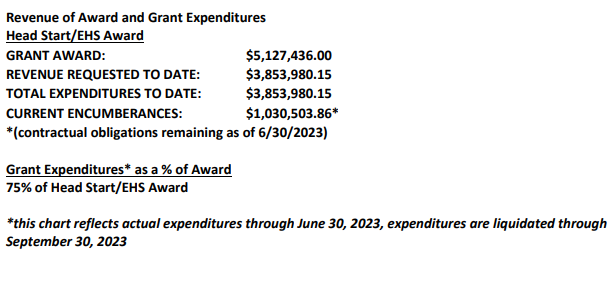 Revenue of Award and Grant Expenditures
Head Start/EHS Award
GRANT AWARD: $5,127,436.00
REVENUE REQUESTED TO DATE: $3,853,980.15
TOTAL EXPENDITURES TO DATE: $3,853,980.15
CURRENT ENCUMBERANCES: $1,030,503.86*
*(contractual obligations remaining as of 6/30/2023)
Grant Expenditures* as a % of Award
75% of Head Start/EHS Award
*this chart reflects actual expenditures through June 30, 2023, expenditures are liquidated through
September 30, 2023